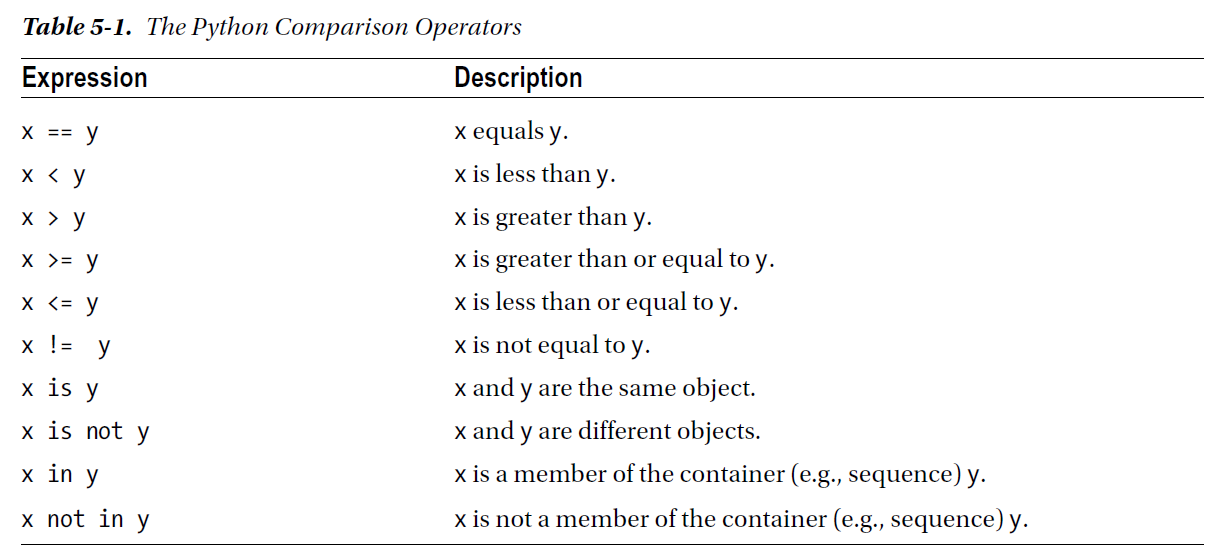 Table 5-1. The Python Comparison Operators
Expression Description
x == y x equals y.
x < y x is less than y.
x > y x is greater than y.
x >= y x is greater than or equal to y.
x <= y x is less than or equal to y.
x !=  y x is not equal to y.
x is y x and y are the same object.
x is not y x and y are different objects.
x in y x is a member of the container (e.g., sequence) y.
x not in y x is not a member of the container (e.g., sequence) y.